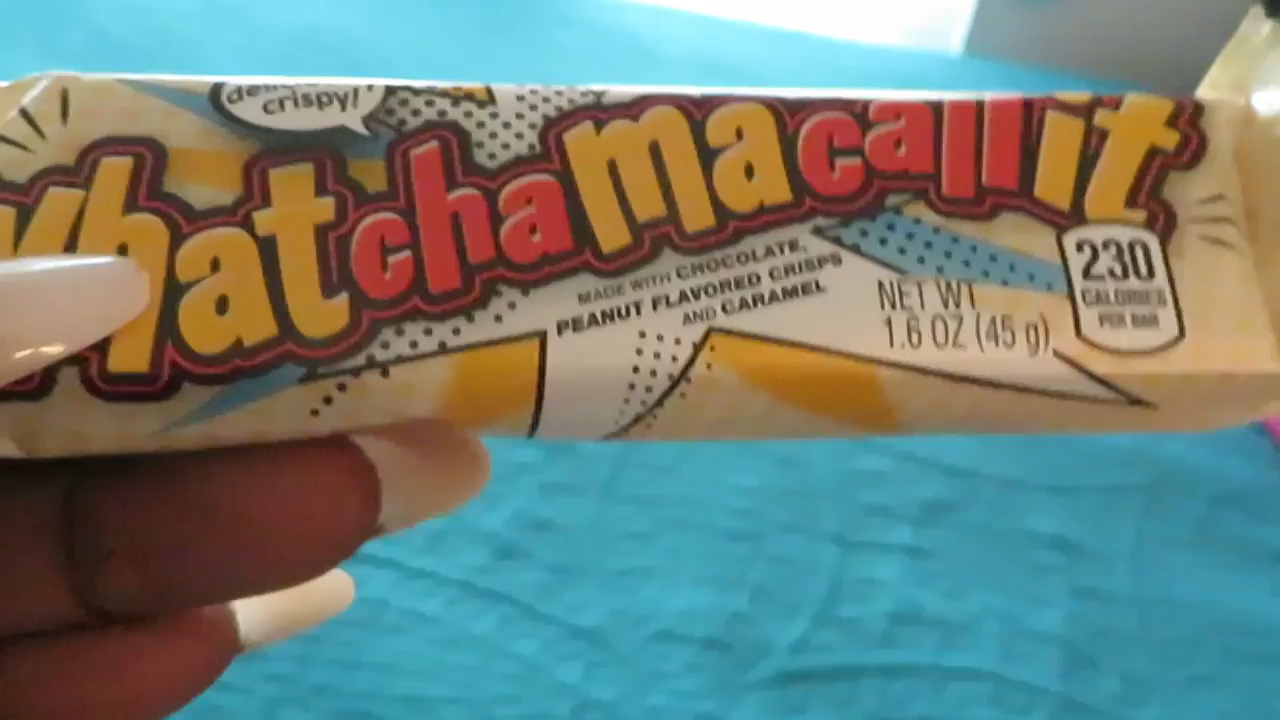 crispy!
Whatchamacallit
MADE WITH CHOCOLATE,
PEANUT FLAVORED CRISPS
AND CARAMEL
NET WT
1.6 OZ (45 g)
230
CALORIES
PER BAR